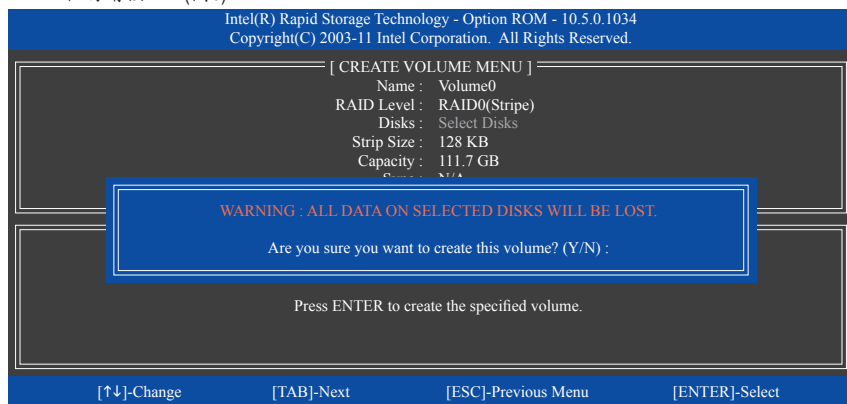 Intel(R) Rapid Storage Technology - Option ROM - 10.5.0.1034
Copyright(C) 2003-11 Intel Corporation. All Rights Reserved.
[ CREATE VOLUME MENU ]
Name : Volume0
RAID Level : RAID0(Stripe)
Disks : Select Disks
Strip Size : 128 KB
Capacity : 111.7 GB
WARNING : ALL DATA ON SELECTED DISKS WILL BE LOST.
Are you sure you want to create this volume? (Y/N) :
Press ENTER to create the specified volume.
[↑↓]-Change [TAB]-Next [ESC]-Previous Menu [ENTER]-Select